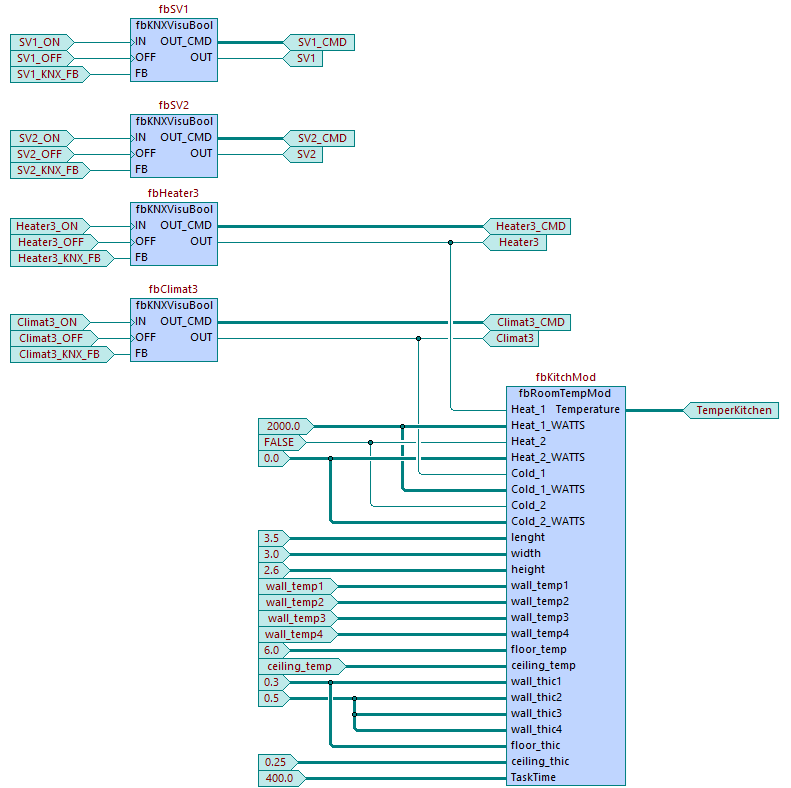 fbSV1
fbKNXVisuBool
SV1_ON IN OUT_CMD SV1_CMD
SV1_OFF OFF OUT SV1
SV1_KNX_FB FB
fbSV2
fbKNXVisuBool
SV2_ON IN OUT_CMD SV2_CMD
SV2_OFF OFF OUT SV2
SV2_KNX_FB FB
fbHeater3
fbKNXVisuBool
Heater3_ON IN OUT_CMD Heater3_CMD
Heater3_OFF OFF OUT Heater3
Heater3_KNX_FB FB
fbClimat3
fbKNXVisuBool
Climat3_ON IN OUT_CMD Climat3_CMD
Climat3_OFF OFF OUT Climat3
Climat3_KNX_FB FB
fbKitchMod
fbRoomTempMod
Heat_1 Temperature TemperKitchen
2000.0 Heat_1_WATTS
FALSE Heat_2
0.0 Heat_2_WATTS
Cold_1
Cold_1_WATTS
Cold_2
Cold_2_WATTS
3.5 lenght
3.0 width
2.6 height
wall_temp1 wall_temp1
wall_temp2 wall_temp2
wall_temp3 wall_temp3
wall_temp4 wall_temp4
6.0 floor_temp
ceiling_temp ceiling_temp
0.3 wall_thic1
0.5 wall_thic2
wall_thic3
wall_thic4
floor_thic
0.25 ceiling_thic
400.0 TaskTime